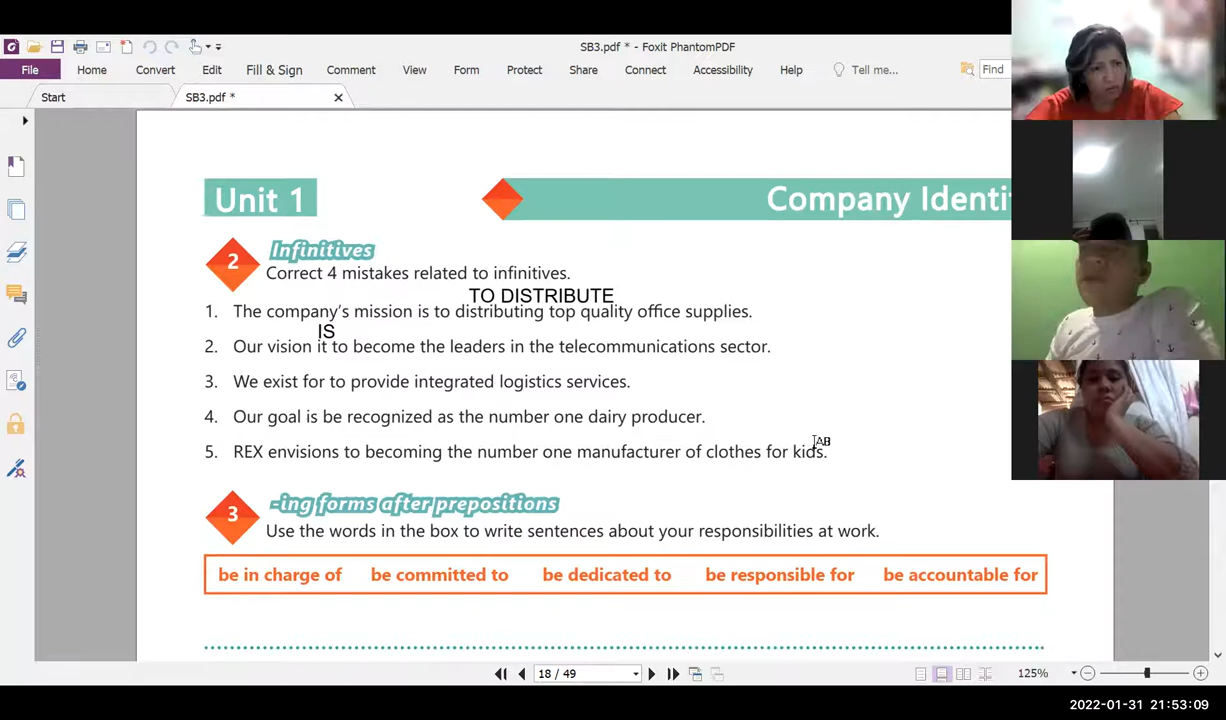 SB3.pdf * - Foxit PhantomPDF
File Home Convert Edit Fill & Sign Comment View Form Protect Share Connect Accessibility Help Tell me... Find
Start SB3.pdf *
Unit 1 Company Identi
2 Infinitives
Correct 4 mistakes related to infinitives.
TO DISTRIBUTE
1. The company's mission is to distributing top quality office supplies.
IS
2. Our vision it to become the leaders in the telecommunications sector.
3. We exist for to provide integrated logistics services.
4. Our goal is be recognized as the number one dairy producer.
5. REX envisions to becoming the number one manufacturer of clothes for kids.
3 -ing forms after prepositions
Use the words in the box to write sentences about your responsibilities at work.
be in charge of be committed to be dedicated to be responsible for be accountable for
18 / 49 125%
2022-01-31 21:53:09